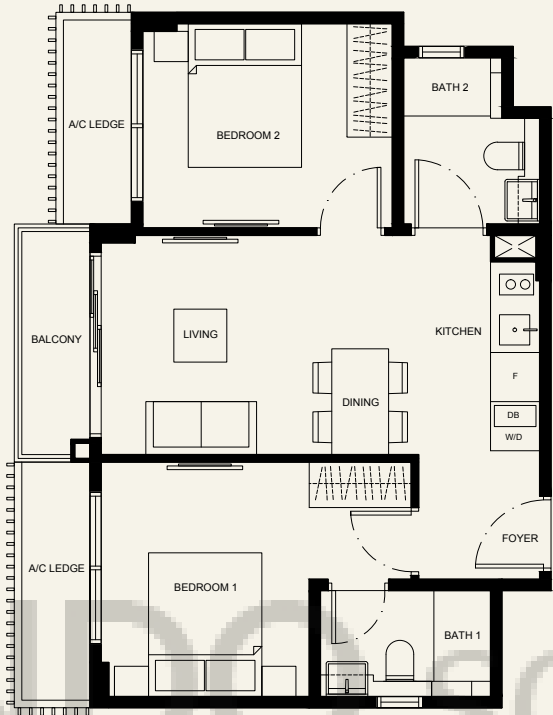 BATH 2
A/C LEDGE
BEDROOM 2
BALCONY
LIVING
KITCHEN
F
DINING
DB
W/D
FOYER
A/C LEDGE
BEDROOM 1
BATH 1